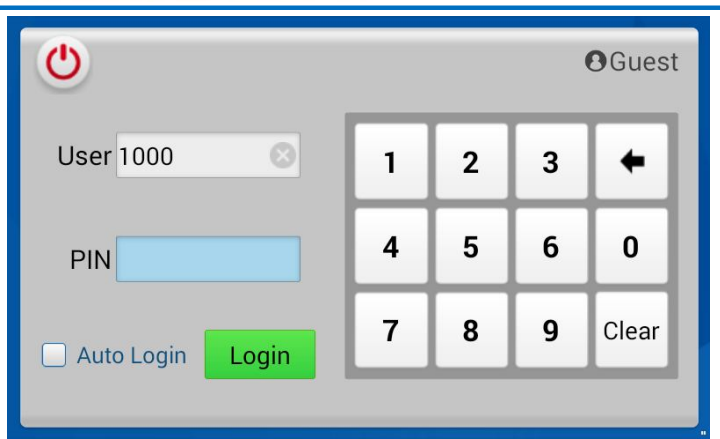 Guest
User 1000
1 2 3
PIN
4 5 6 0
7 8 9 Clear
Auto Login Login
"